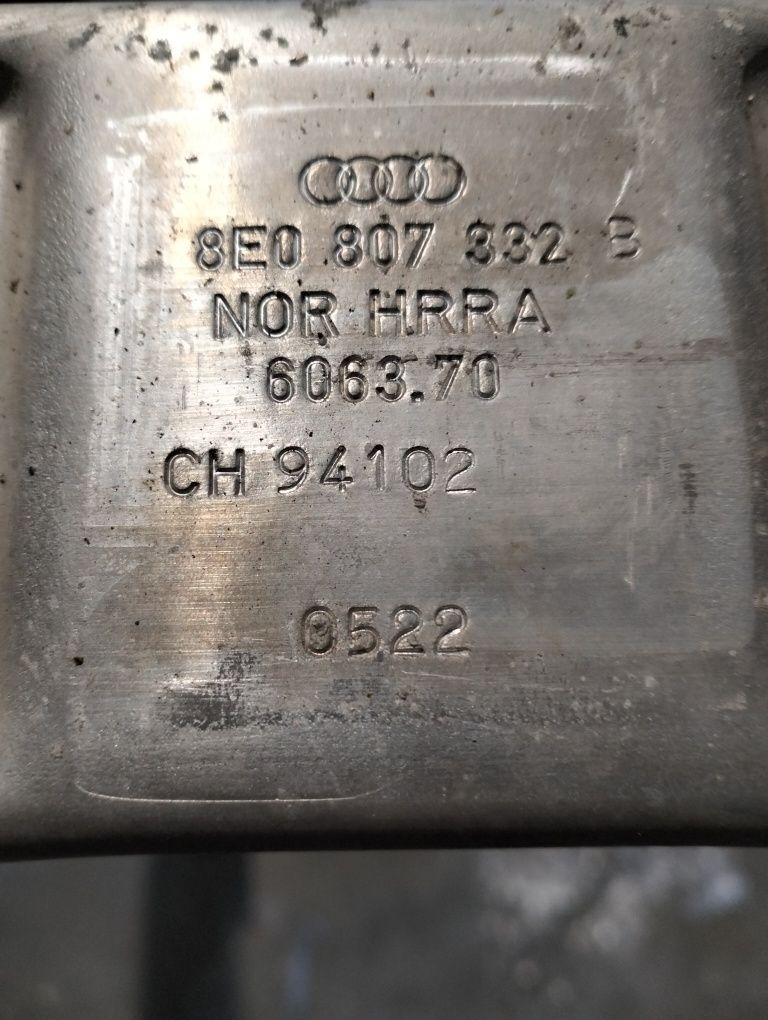 8E0 807 332 B
NOR HRRA
6063.70
CH 94102
0522